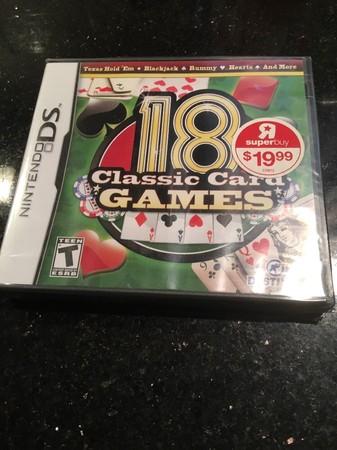 Texas Hold 'Em • Blackjack ♣ Rummy ♥ Hearts ♠ And More
NINTENDO DS
18
Classic Card
GAMES
R
superbuy
$19.99
TEEN
T
ESRB